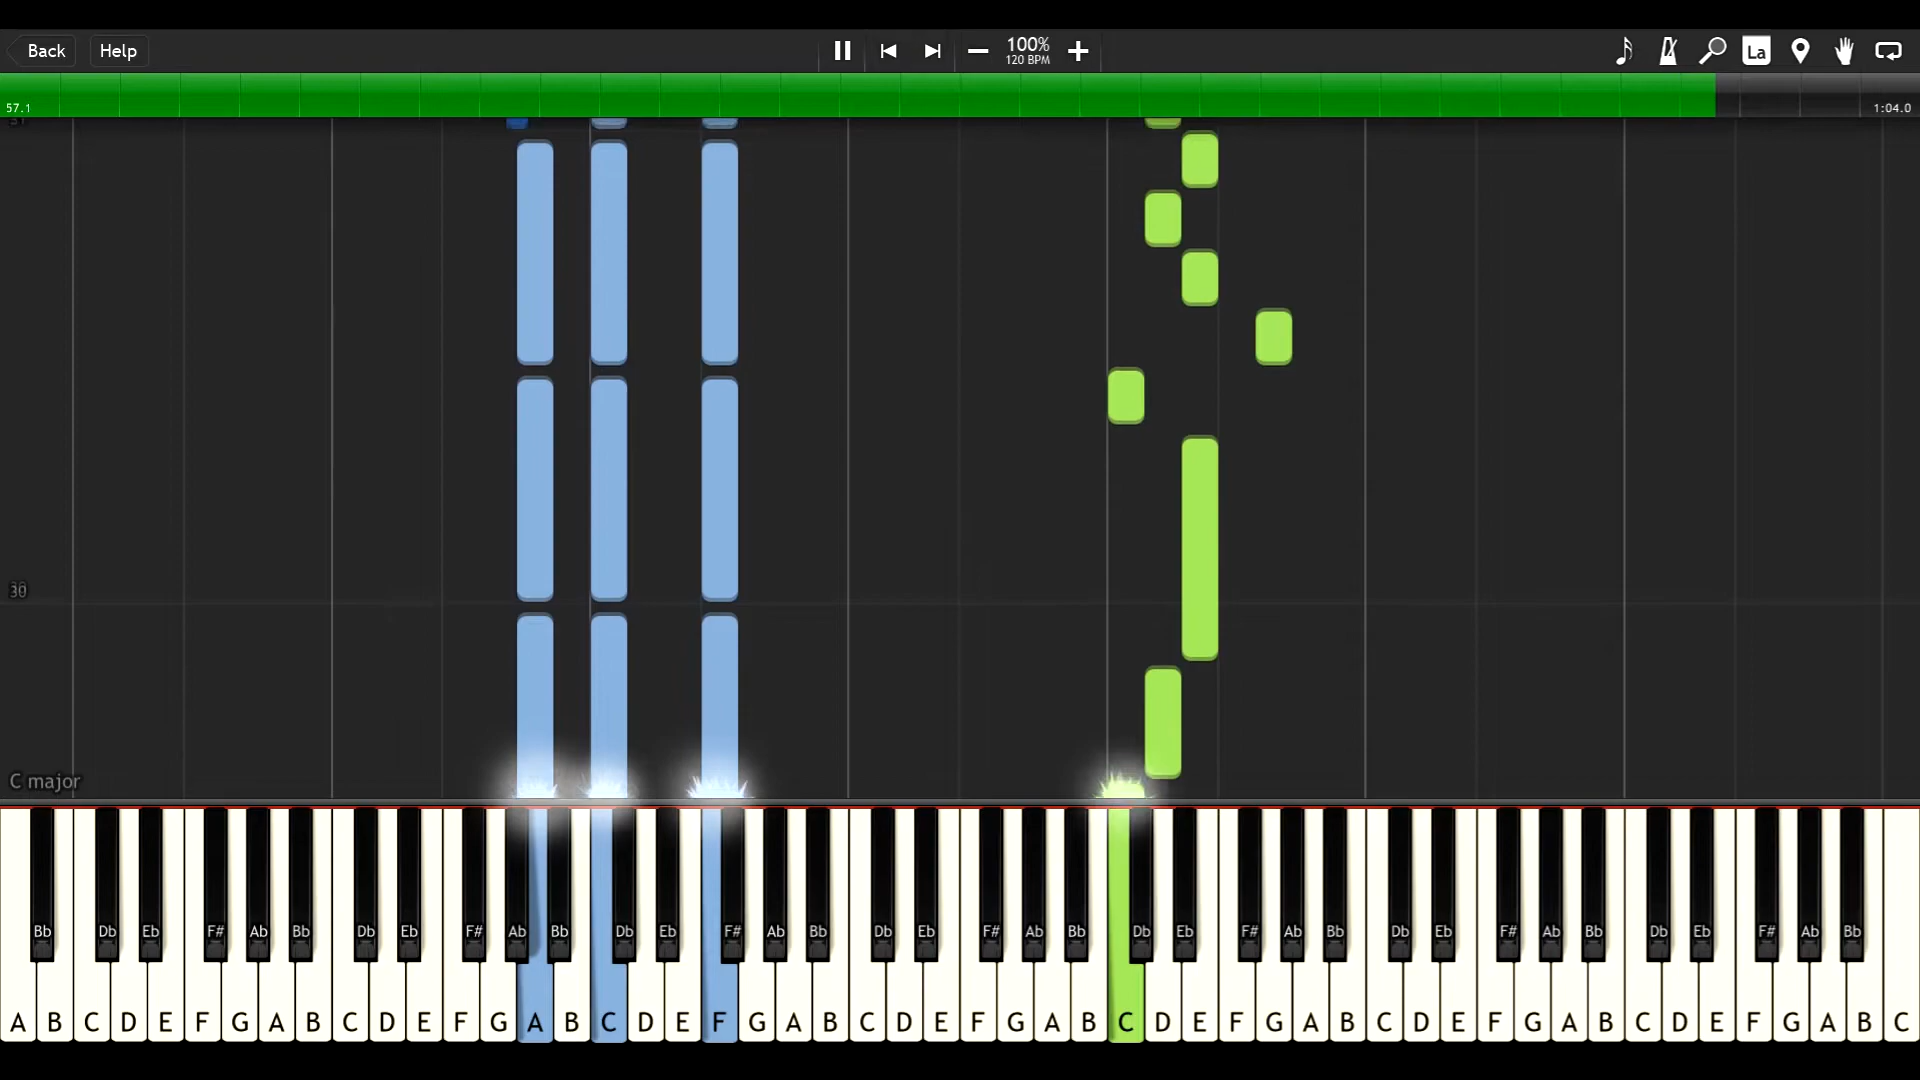 Back Help 100% La
120 BPM
57.1 1:04.0
30
C major
Bb Db Eb F# Ab Bb Db Eb F# Ab Bb Db Eb F# Ab Bb Db Eb F# Ab Bb Db Eb F# Ab Bb Db Eb F# Ab Bb Db Eb F# Ab Bb
A B C D E F G A B C D E F G A B C D E F G A B C D E F G A B C D E F G A B C D E F G A B C D E F G A B C